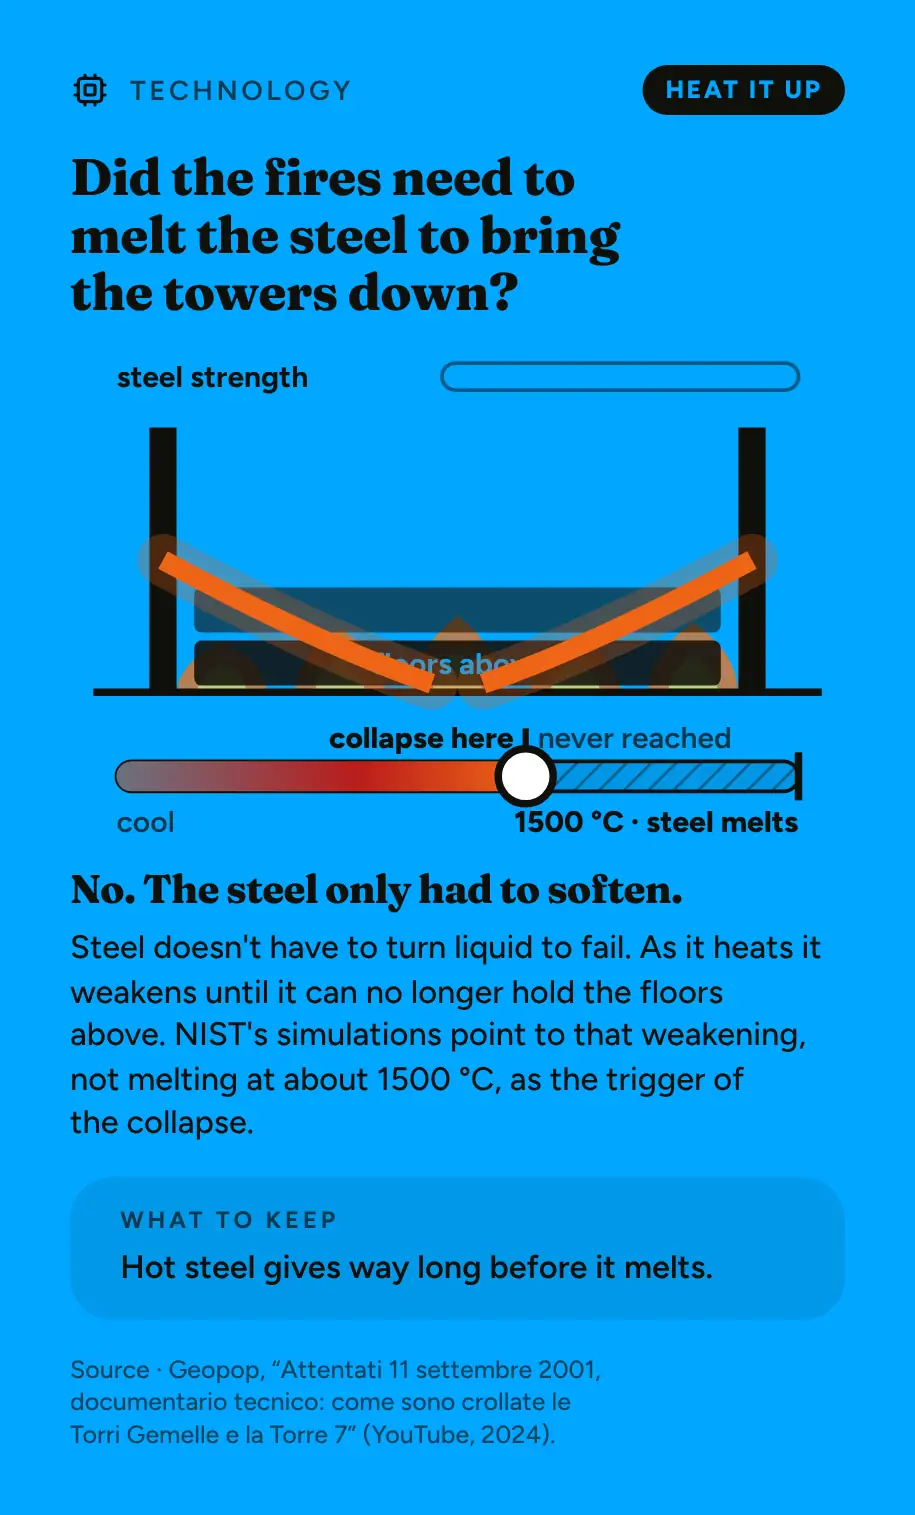 TECHNOLOGY
HEAT IT UP
Did the fires need to
melt the steel to bring
the towers down?
steel strength
floors above
collapse here
never reached
cool
1500 °C · steel melts
No. The steel only had to soften.
Steel doesn't have to turn liquid to fail. As it heats it
weakens until it can no longer hold the floors
above. NIST's simulations point to that weakening,
not melting at about 1500 °C, as the trigger of
the collapse.
WHAT TO KEEP
Hot steel gives way long before it melts.
Source · Geopop, “Attentati 11 settembre 2001,
documentario tecnico: come sono crollate le
Torri Gemelle e la Torre 7” (YouTube, 2024).